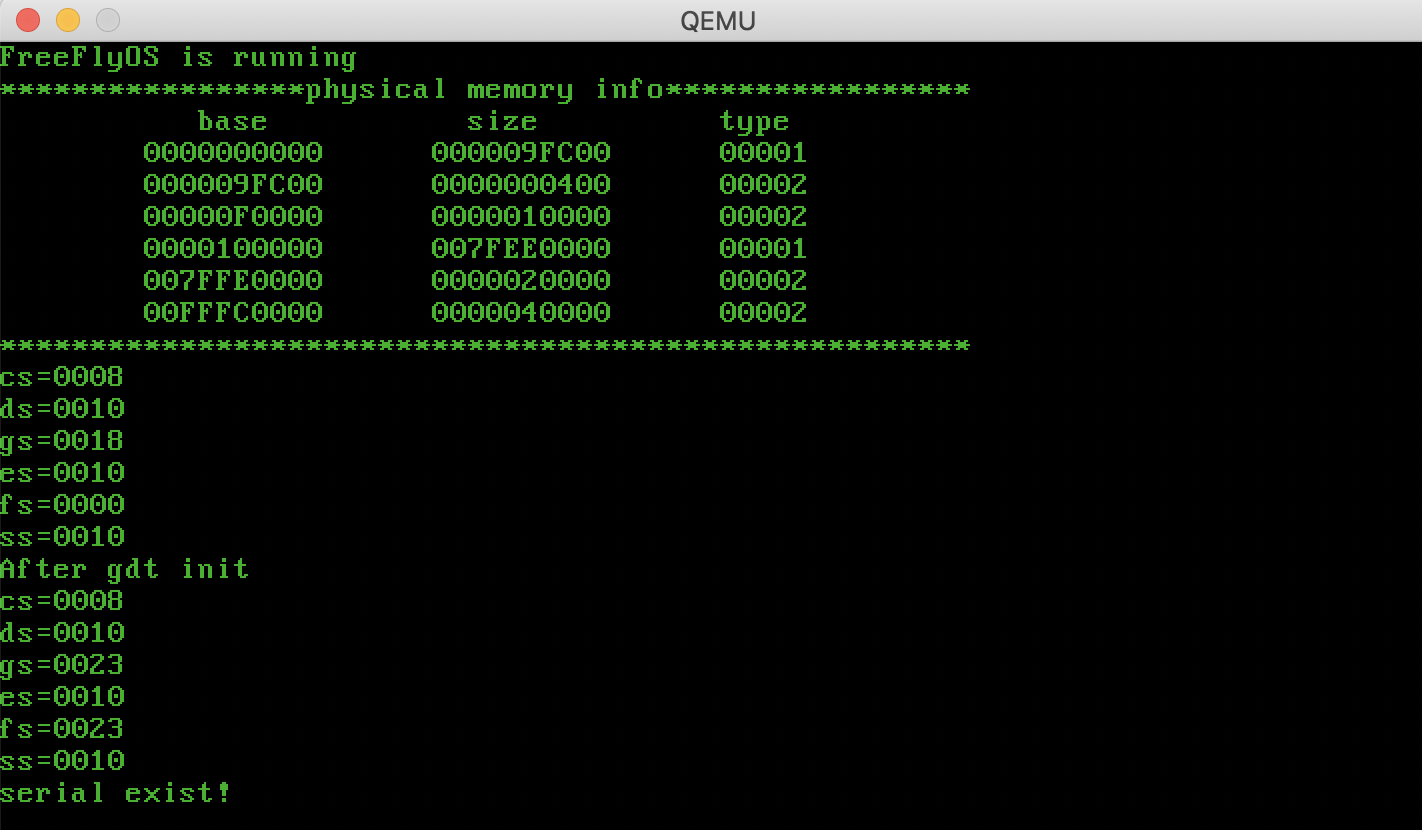 QEMU
FreeFlyOS is running
*****************physical memory info*****************
base size type
0000000000 000009FC00 00001
000009FC00 0000000400 00002
00000F0000 0000010000 00002
0000100000 007FEE0000 00001
007FFE0000 0000020000 00002
00FFFC0000 0000040000 00002
******************************************************
cs=0008
ds=0010
gs=0018
es=0010
fs=0000
ss=0010
After gdt init
cs=0008
ds=0010
gs=0023
es=0010
fs=0023
ss=0010
serial exist!